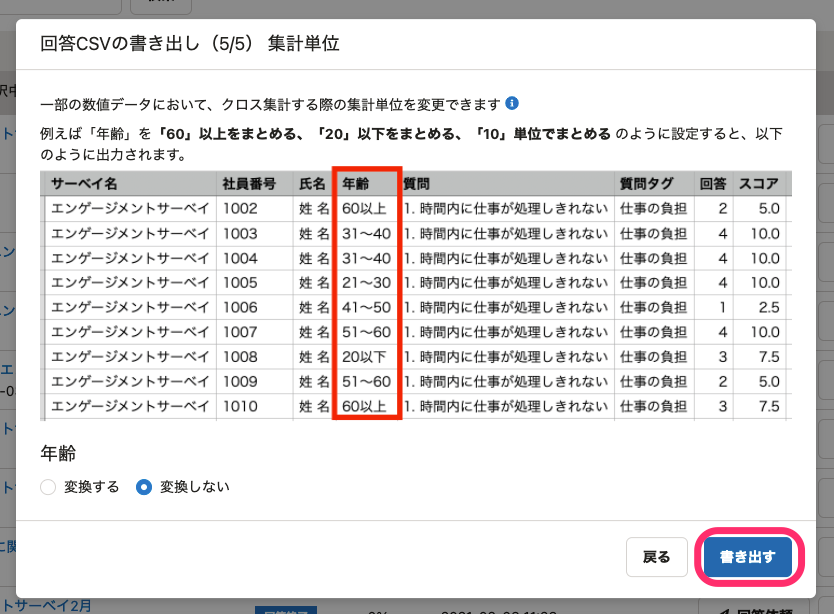 回答CSVの書き出し（5/5） 集計単位
一部の数値データにおいて、クロス集計する際の集計単位を変更できます
例えば「年齢」を「60」以上をまとめる、「20」以下をまとめる、「10」単位でまとめる のように設定すると、以下
のように出力されます。
サーベイ名 社員番号 氏名 年齢 質問 質問タグ 回答 スコア
エンゲージメントサーベイ 1002 姓 名 60以上 1. 時間内に仕事が処理しきれない 仕事の負担 2 5.0
エンゲージメントサーベイ 1003 姓 名 31〜40 1. 時間内に仕事が処理しきれない 仕事の負担 4 10.0
エンゲージメントサーベイ 1004 姓 名 31〜40 1. 時間内に仕事が処理しきれない 仕事の負担 4 10.0
エンゲージメントサーベイ 1005 姓 名 21〜30 1. 時間内に仕事が処理しきれない 仕事の負担 4 10.0
エンゲージメントサーベイ 1006 姓 名 41〜50 1. 時間内に仕事が処理しきれない 仕事の負担 1 2.5
エンゲージメントサーベイ 1007 姓 名 51〜60 1. 時間内に仕事が処理しきれない 仕事の負担 4 10.0
エンゲージメントサーベイ 1008 姓 名 20以下 1. 時間内に仕事が処理しきれない 仕事の負担 3 7.5
エンゲージメントサーベイ 1009 姓 名 51〜60 1. 時間内に仕事が処理しきれない 仕事の負担 2 5.0
エンゲージメントサーベイ 1010 姓 名 60以上 1. 時間内に仕事が処理しきれない 仕事の負担 3 7.5
年齢
変換する 変換しない
戻る 書き出す
トサーベイ2月